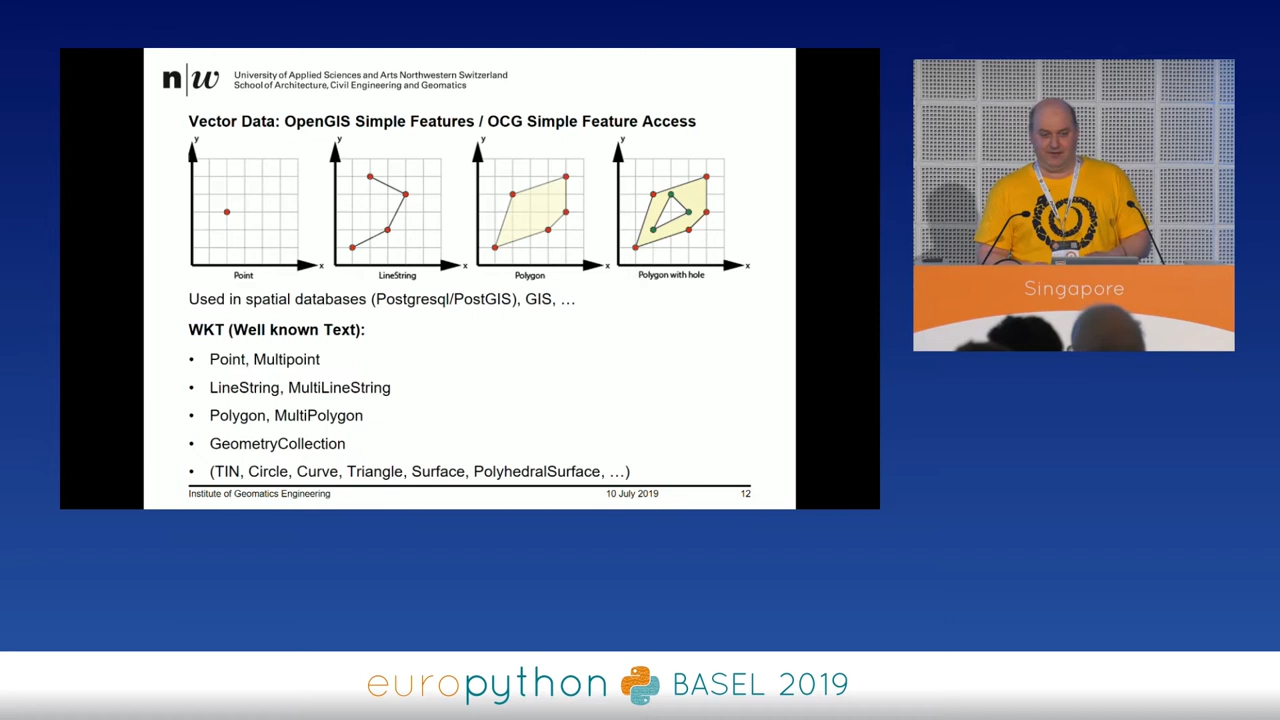 n|w University of Applied Sciences and Arts Northwestern Switzerland
School of Architecture, Civil Engineering and Geomatics
Vector Data: OpenGIS Simple Features / OCG Simple Feature Access
y y y y
x x x x
Point LineString Polygon Polygon with hole
Used in spatial databases (Postgresql/PostGIS), GIS, …
WKT (Well known Text):
• Point, Multipoint
• LineString, MultiLineString
• Polygon, MultiPolygon
• GeometryCollection
• (TIN, Circle, Curve, Triangle, Surface, PolyhedralSurface, …)
Institute of Geomatics Engineering 10 July 2019 12
Singapore
europython BASEL 2019